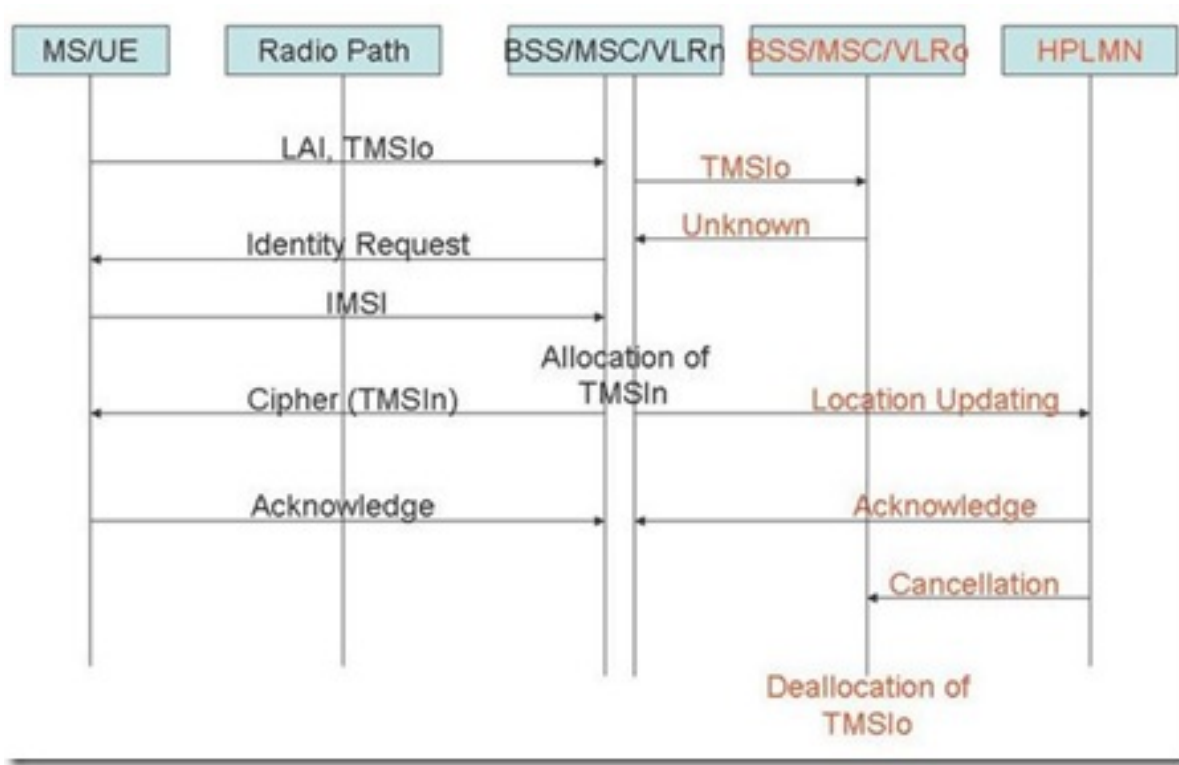 MS/UE
Radio Path
BSS/MSC/VLRn
BSS/MSC/VLRo
HPLMN
LAI, TMSIo
TMSIo
Unknown
Identity Request
IMSI
Allocation of
TMSIn
Cipher (TMSIn)
Location Updating
Acknowledge
Acknowledge
Cancellation
Deallocation of
TMSIo